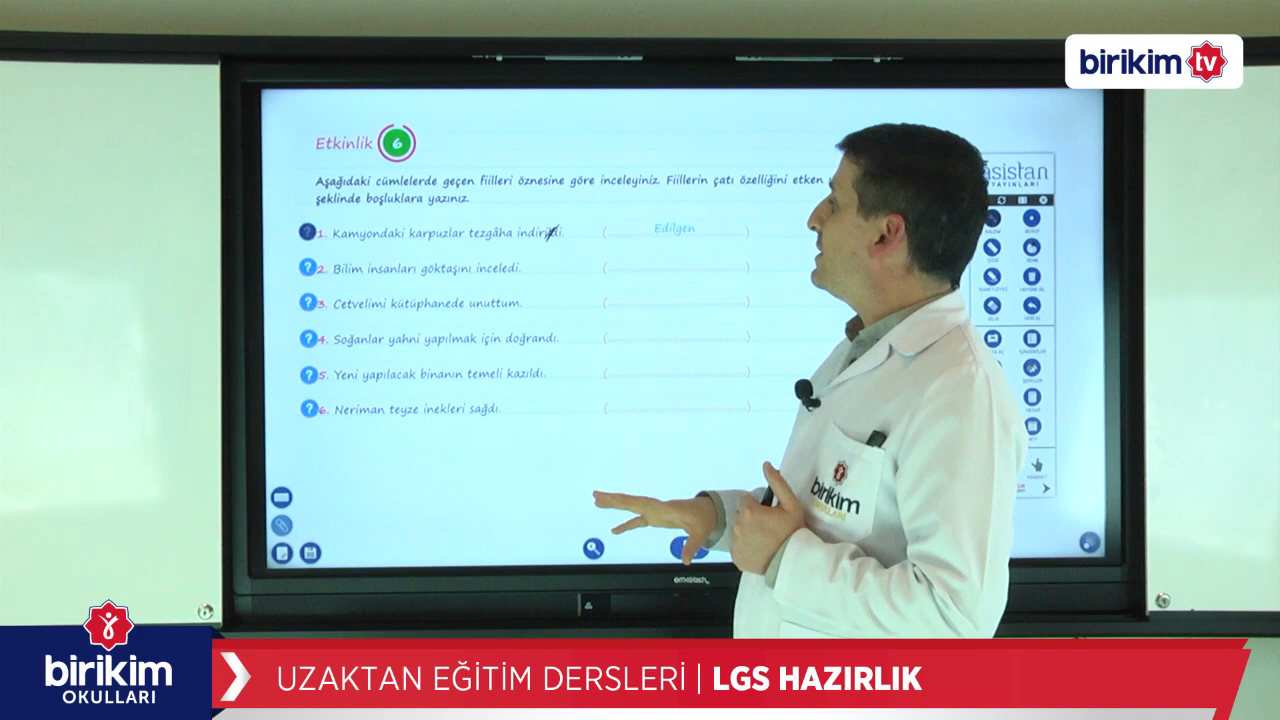 birikim tv
Etkinlik 6
asistan
YAYINLARI
Aşağıdaki cümlelerde geçen fiilleri öznesine göre inceleyiniz. Fiillerin çatı özelliğini etken
şeklinde boşluklara yazınız.
1. Kamyondaki karpuzlar tezgâha indirildi. (Edilgen)
2. Bilim insanları göktaşını inceledi. ( )
3. Cetvelimi kütüphanede unuttum. ( )
4. Soğanlar yahni yapılmak için doğrandı. ( )
5. Yeni yapılacak binanın temeli kazıldı. ( )
6. Neriman teyze inekleri sağdı. ( )
birikim
OKULLARI
birikim
OKULLARI
UZAKTAN EĞİTİM DERSLERİ | LGS HAZIRLIK